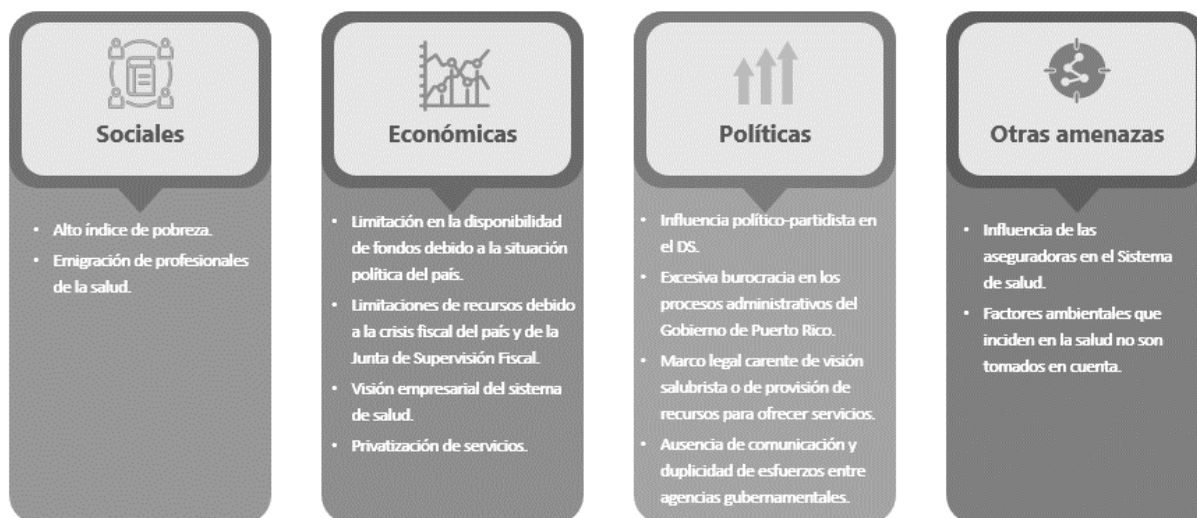 Sociales
• Alto índice de pobreza.
• Emigración de profesionales
de la salud.
Económicas
• Limitación en la disponibilidad
de fondos debido a la situación
política del país.
• Limitaciones de recursos debido
a la crisis fiscal del país y de la
Junta de Supervisión Fiscal.
• Visión empresarial del sistema
de salud.
• Privatización de servicios.
Políticas
• Influencia político-partidista en
el DS.
• Excesiva burocracia en los
procesos administrativos del
Gobierno de Puerto Rico.
• Marco legal carente de visión
salubrista o de provisión de
recursos para ofrecer servicios.
• Ausencia de comunicación y
duplicidad de esfuerzos entre
agencias gubernamentales.
Otras amenazas
• Influencia de las
aseguradoras en el Sistema
de salud.
• Factores ambientales que
inciden en la salud no son
tomados en cuenta.